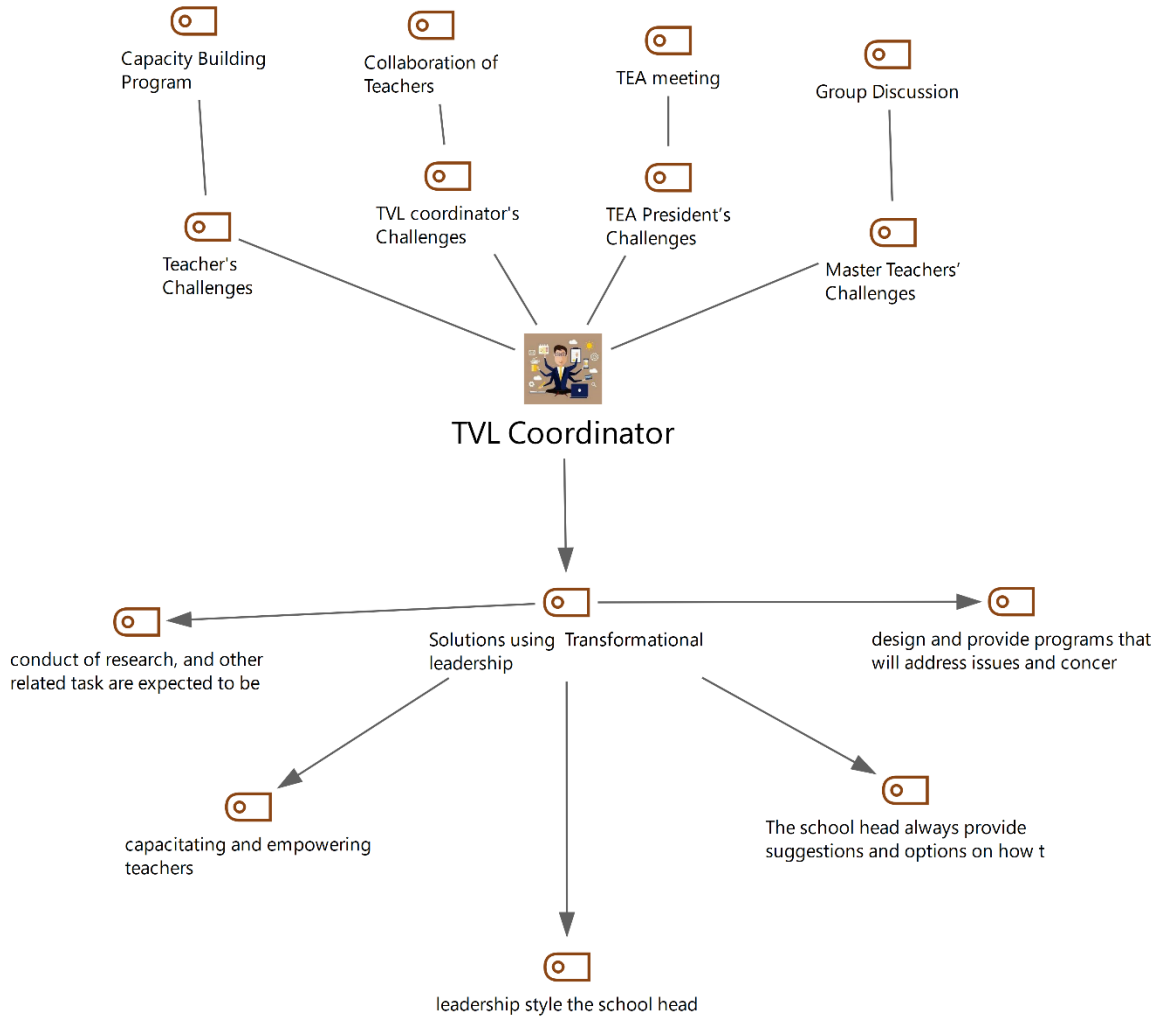 Capacity Building
Program
Collaboration of
Teachers
TEA meeting
Group Discussion
Teacher's
Challenges
TVL coordinator's
Challenges
TEA President’s
Challenges
Master Teachers’
Challenges
TVL Coordinator
Solutions using  Transformational
leadership
conduct of research, and other
related task are expected to be
design and provide programs that
will address issues and concer
capacitating and empowering
teachers
The school head always provide
suggestions and options on how t
leadership style the school head